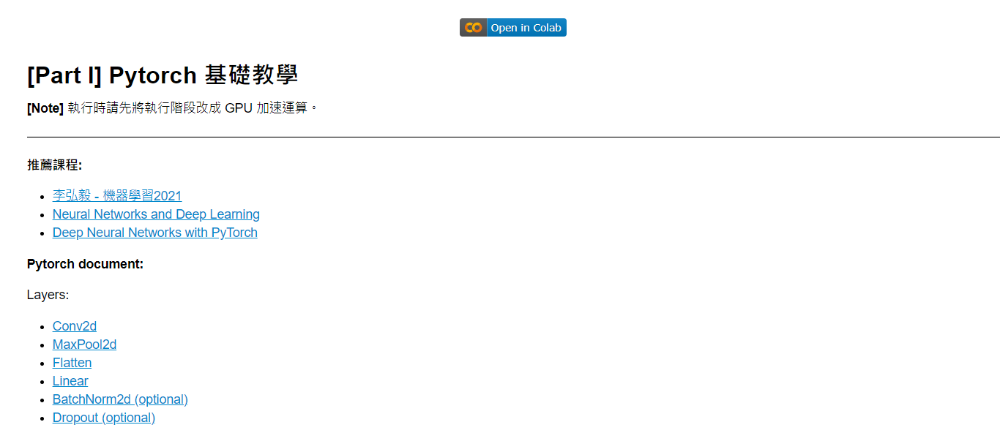 Open in Colab
[Part I] Pytorch 基礎教學
[Note] 執行時請先將執行階段改成 GPU 加速運算。
推薦課程:
李弘毅 - 機器學習2021
Neural Networks and Deep Learning
Deep Neural Networks with PyTorch
Pytorch document:
Layers:
Conv2d
MaxPool2d
Flatten
Linear
BatchNorm2d (optional)
Dropout (optional)